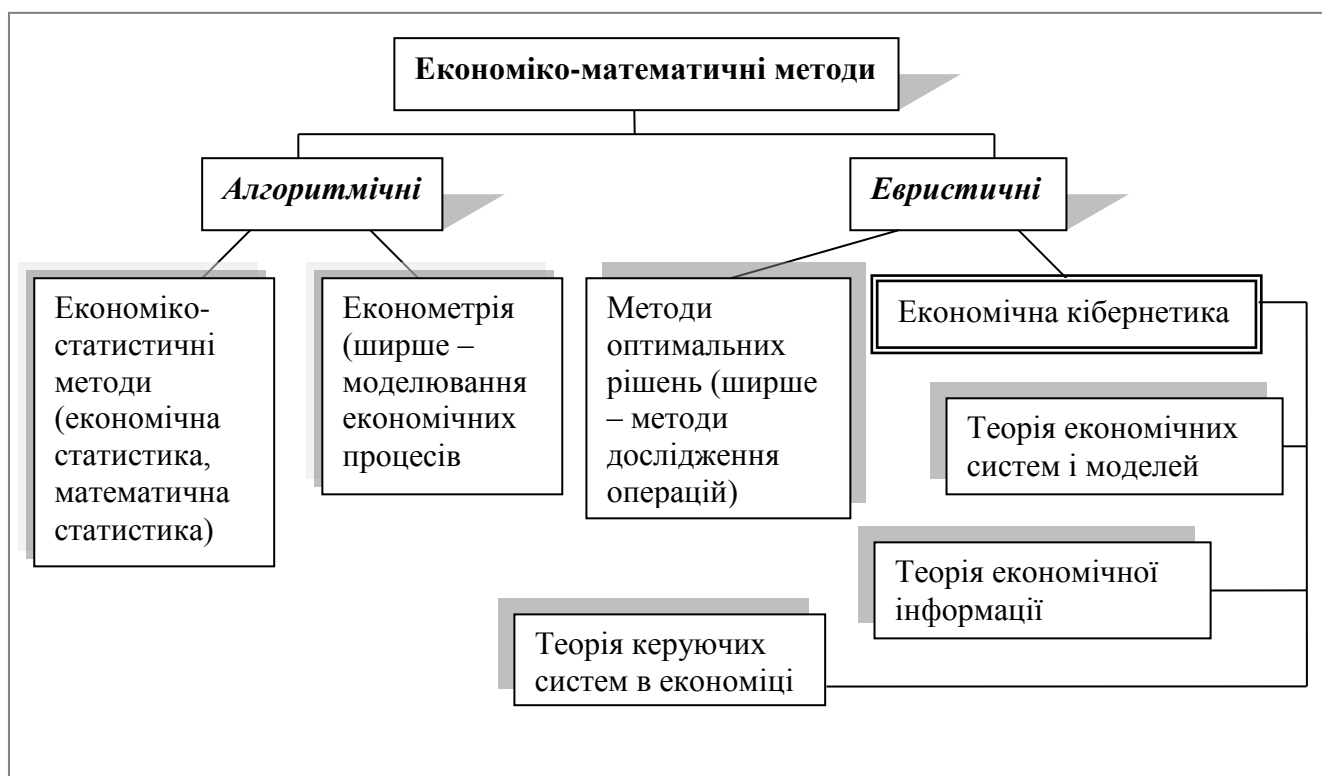 Економіко-математичні методи
Алгоритмічні
Евристичні
Економіко-
статистичні
методи
(економічна
статистика,
математична
статистика)
Економетрія
(ширше –
моделювання
економічних
процесів
Методи
оптимальних
рішень (ширше
– методи
дослідження
операцій)
Економічна кібернетика
Теорія економічних
систем і моделей
Теорія економічної
інформації
Теорія керуючих
систем в економіці